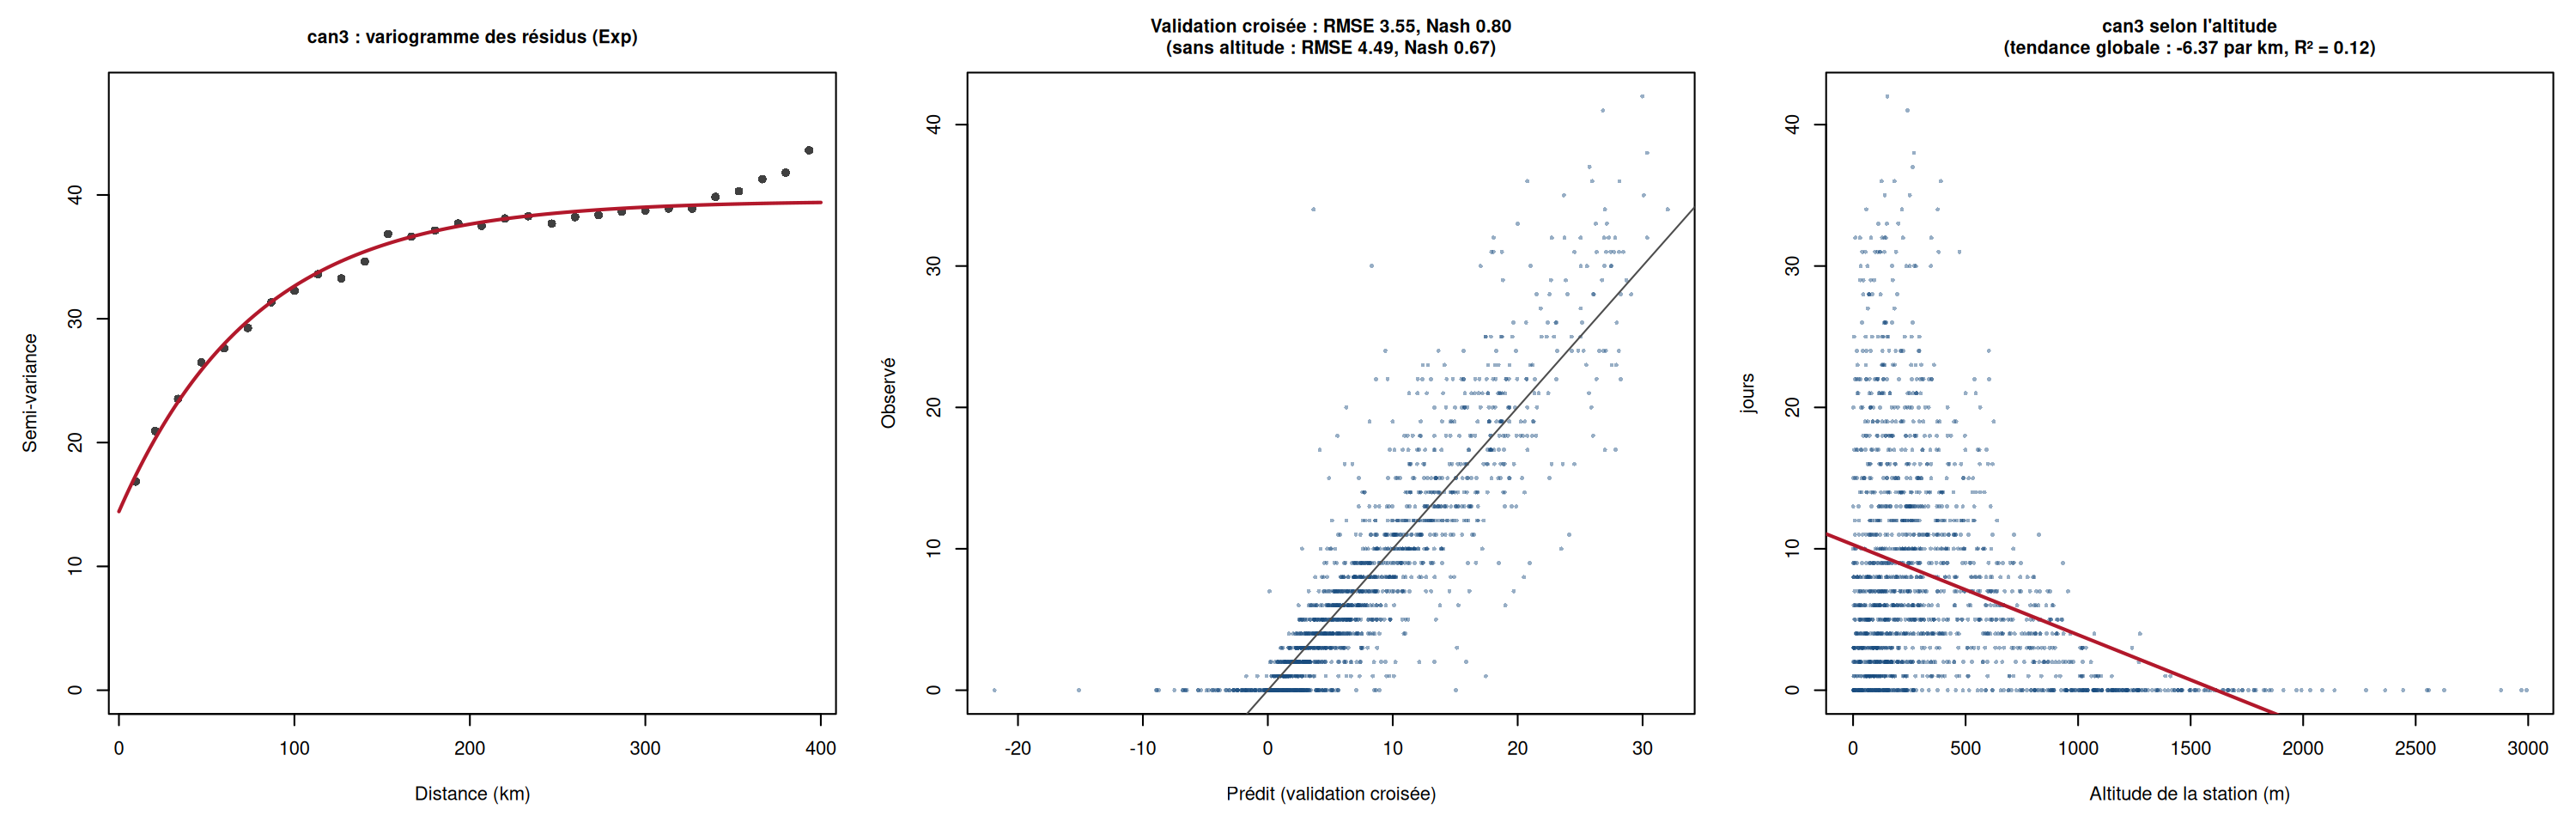 can3 : variogramme des résidus (Exp)
Semi-variance
0 10 20 30 40
0 100 200 300 400
Distance (km)
Validation croisée : RMSE 3.55, Nash 0.80
(sans altitude : RMSE 4.49, Nash 0.67)
Observé
0 10 20 30 40
-20 -10 0 10 20 30
Prédit (validation croisée)
can3 selon l'altitude
(tendance globale : -6.37 par km, R² = 0.12)
jours
0 10 20 30 40
0 500 1000 1500 2000 2500 3000
Altitude de la station (m)